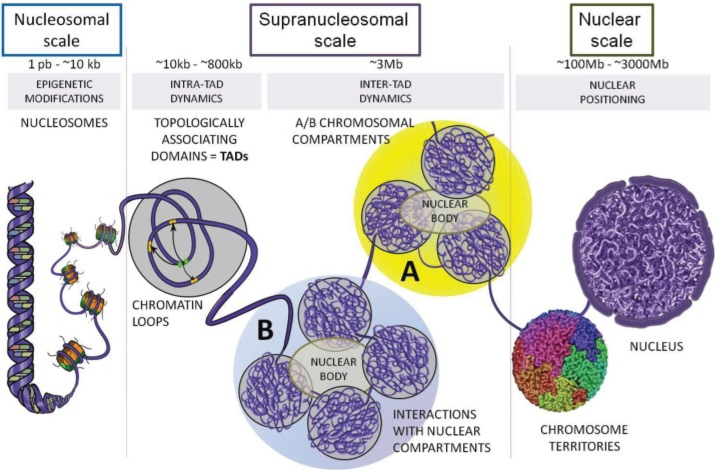 Nucleosomal
scale
Supranucleosomal
scale
Nuclear
scale
1 pb - ~10 kb
~10kb - ~800kb
~3Mb
~100Mb - ~3000Mb
EPIGENETIC
MODIFICATIONS
INTRA-TAD
DYNAMICS
INTER-TAD
DYNAMICS
NUCLEAR
POSITIONING
NUCLEOSOMES
TOPOLOGICALLY
ASSOCIATING
DOMAINS = TADs
A/B CHROMOSOMAL
COMPARTMENTS
NUCLEAR
BODY
A
CHROMATIN
LOOPS
B
NUCLEAR
BODY
NUCLEUS
INTERACTIONS
WITH NUCLEAR
COMPARTMENTS
CHROMOSOME
TERRITORIES